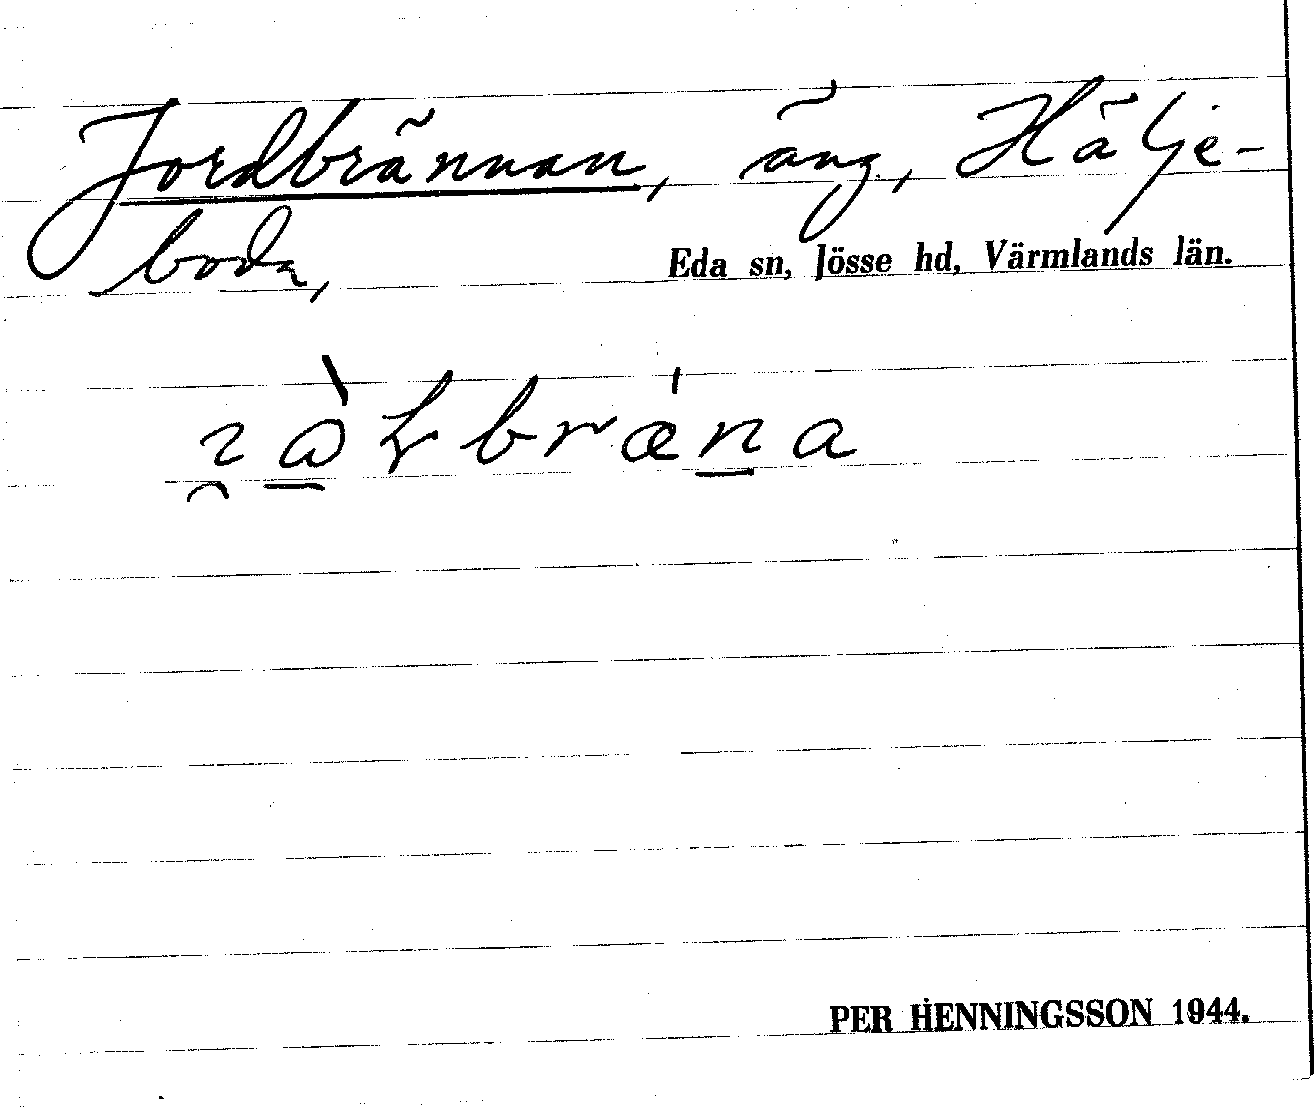 Jordbrännan, äng, Hälje-
boda,
Eda sn, Jösse hd, Värmlands län.
PER HENNINGSSON 1944.